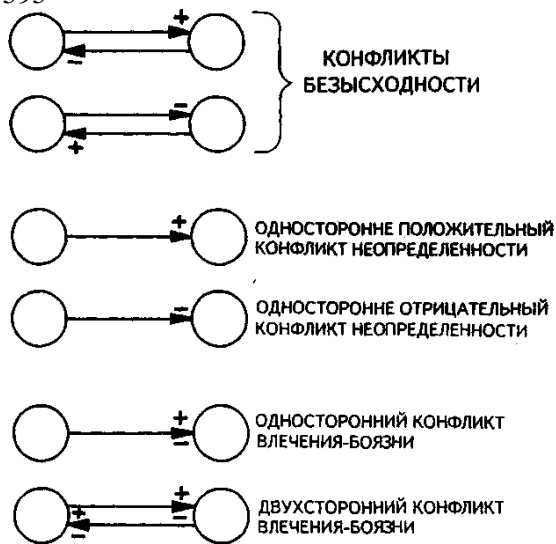 +
−
КОНФЛИКТЫ
БЕЗЫСХОДНОСТИ
−
+
+
ОДНОСТОРОННЕ ПОЛОЖИТЕЛЬНЫЙ
КОНФЛИКТ НЕОПРЕДЕЛЕННОСТИ
−
ОДНОСТОРОННЕ ОТРИЦАТЕЛЬНЫЙ
КОНФЛИКТ НЕОПРЕДЕЛЕННОСТИ
+
−
ОДНОСТОРОННИЙ КОНФЛИКТ
ВЛЕЧЕНИЯ-БОЯЗНИ
+
−
+
−
ДВУХСТОРОННИЙ КОНФЛИКТ
ВЛЕЧЕНИЯ-БОЯЗНИ